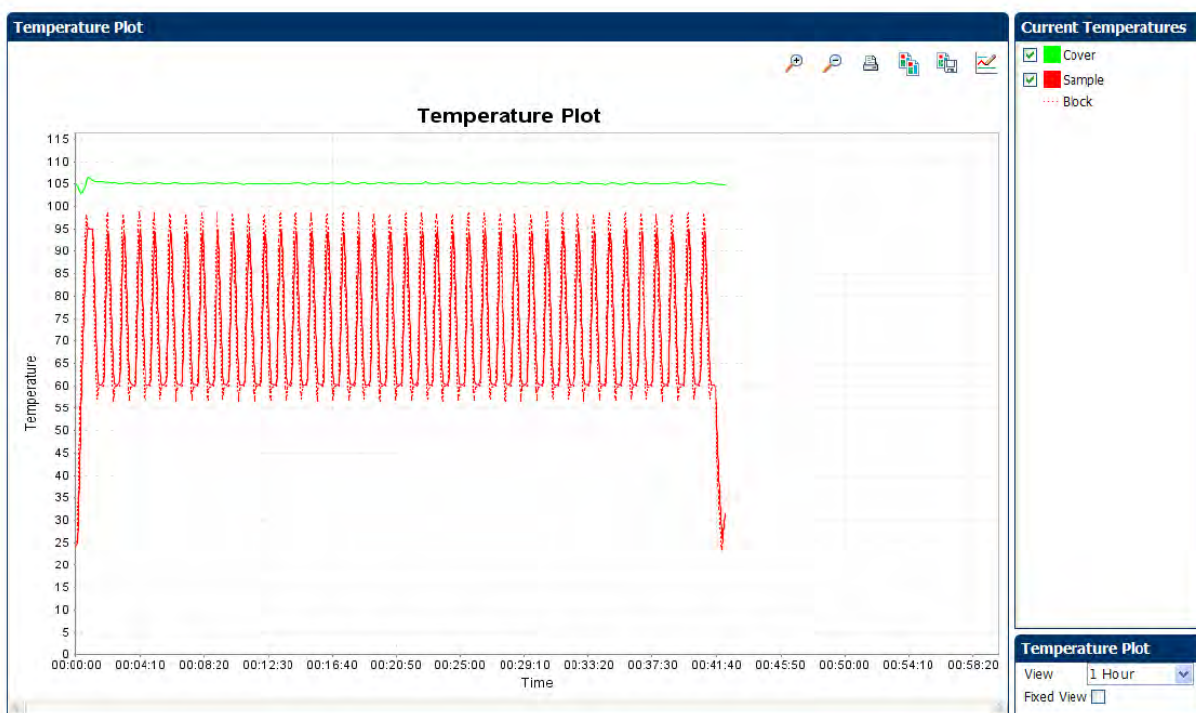 Temperature Plot
Temperature Plot
115
110
105
100
95
90
85
80
75
70
65
60
55
50
45
40
35
30
25
20
15
10
5
0
Temperature
00:00:00 00:04:10 00:08:20 00:12:30 00:16:40 00:20:50 00:25:00 00:29:10 00:33:20 00:37:30 00:41:40 00:45:50 00:50:00 00:54:10 00:58:20
Time
Current Temperatures
Cover
Sample
Block
Temperature Plot
View 1 Hour
Fixed View